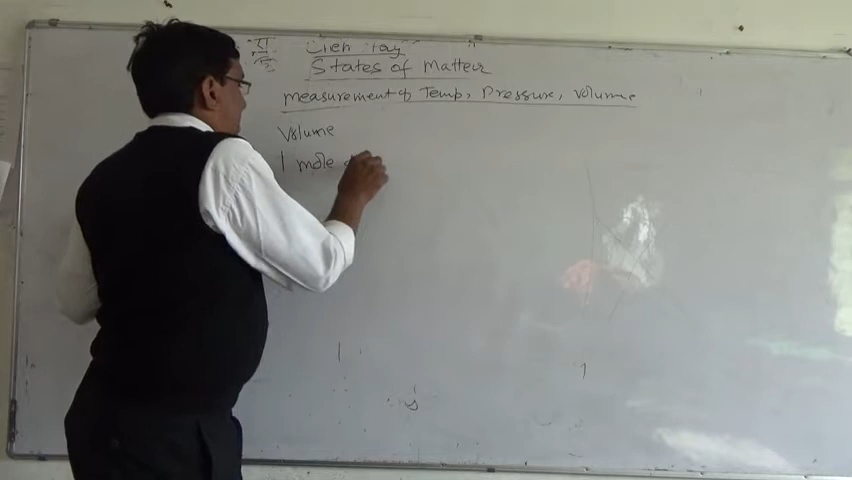 States of matter
measurement of Temp, Pressure, Volume
Volume
1 mole